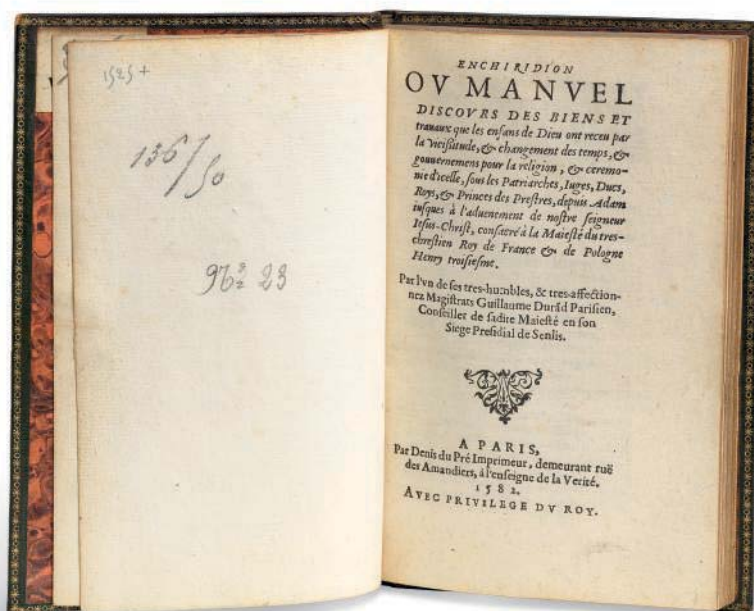 1525 +
136/50
ENCHIRIDION
OV MANVEL
DISCOVRS DES BIENS ET
trauaux que les enfans de Dieu ont receu par
la viciſsitude, & changement des temps, &
gouuernemens pour la religion, & ceremo-
nie d'icelle, ſous les Patriarches, Iuges, Ducs,
Roys, & Princes des Preſtres, depuis Adam
iuſques à l'aduenement de noſtre ſeigneur
Ieſus-Chriſt, conſacré à la Maieſté du tres-
chreſtien Roy de France & de Pologne
Henry troiſieſme.
Par l'vn de ſes tres-humbles, & tres-affection-
nez Magiſtrats Guillaume Durãd Pariſien,
Conſeiller de ſadite Maieſté en ſon
Siege Preſidial de Senlis.
A PARIS,
Par Denis du Pré Imprimeur, demeurant ruë
des Amandiers, à l'enſeigne de la Verité.
1582.
AVEC PRIVILEGE DV ROY.